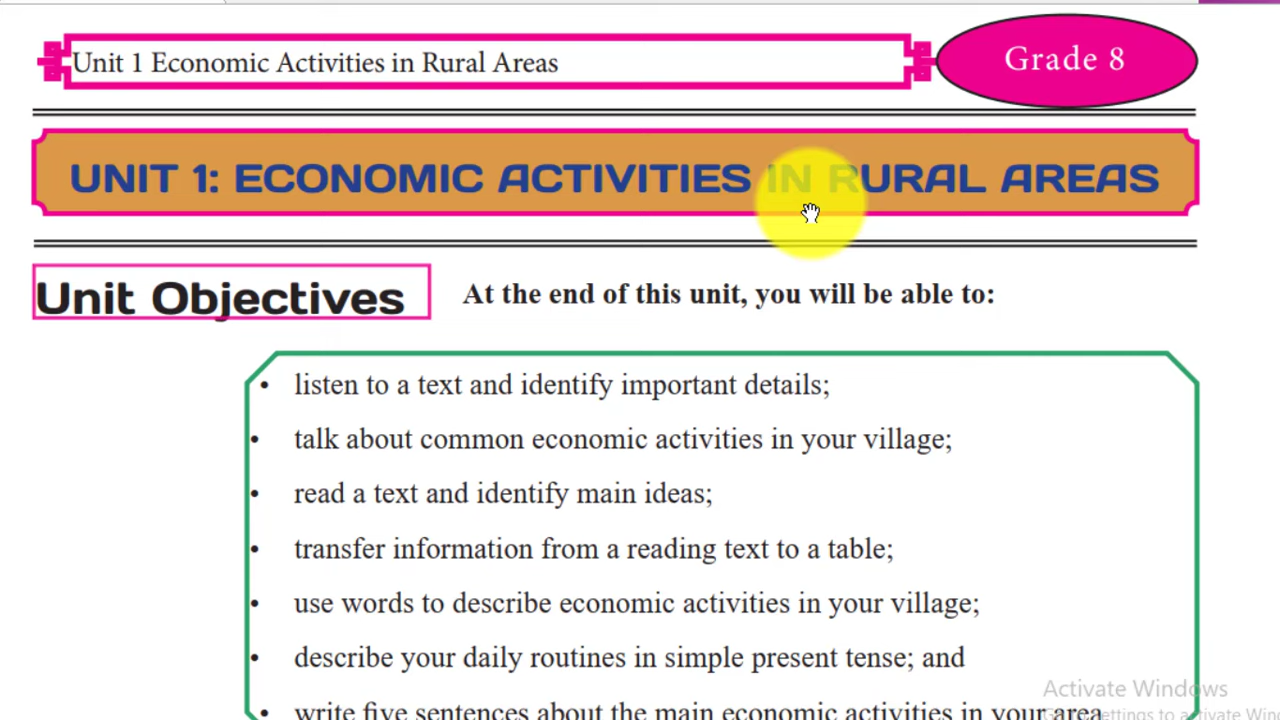 Unit 1 Economic Activities in Rural Areas
Grade 8
UNIT 1: ECONOMIC ACTIVITIES IN RURAL AREAS
Unit Objectives
At the end of this unit, you will be able to:
• listen to a text and identify important details;
• talk about common economic activities in your village;
• read a text and identify main ideas;
• transfer information from a reading text to a table;
• use words to describe economic activities in your village;
• describe your daily routines in simple present tense; and
• write five sentences about the main economic activities in your area
Activate Windows
settings to activate Win